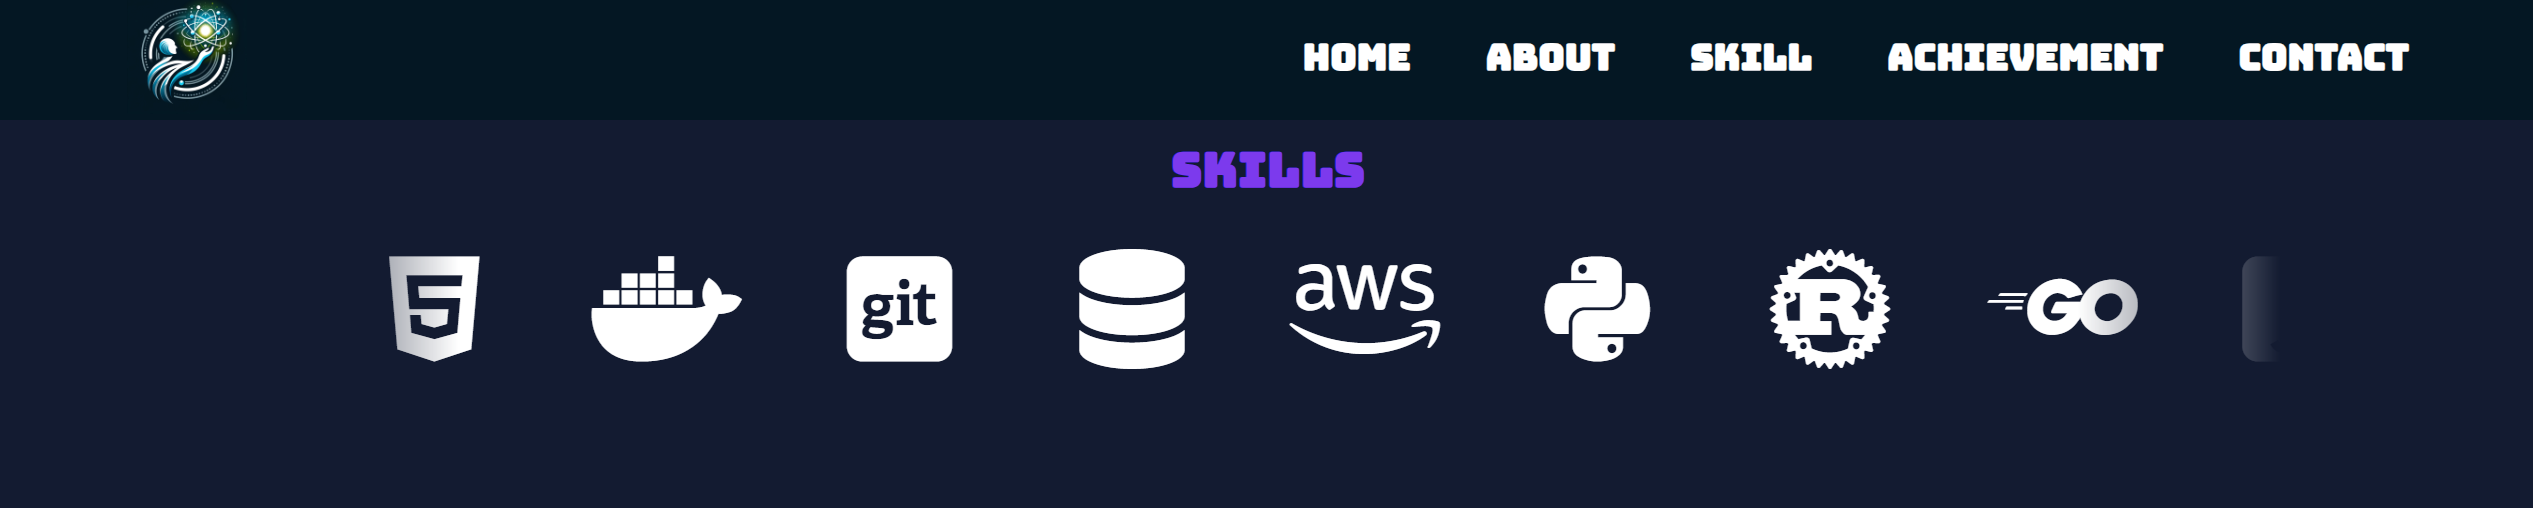 HOME ABOUT SKILL ACHIEVEMENT CONTACT
SKILLS
5 git aws R GO